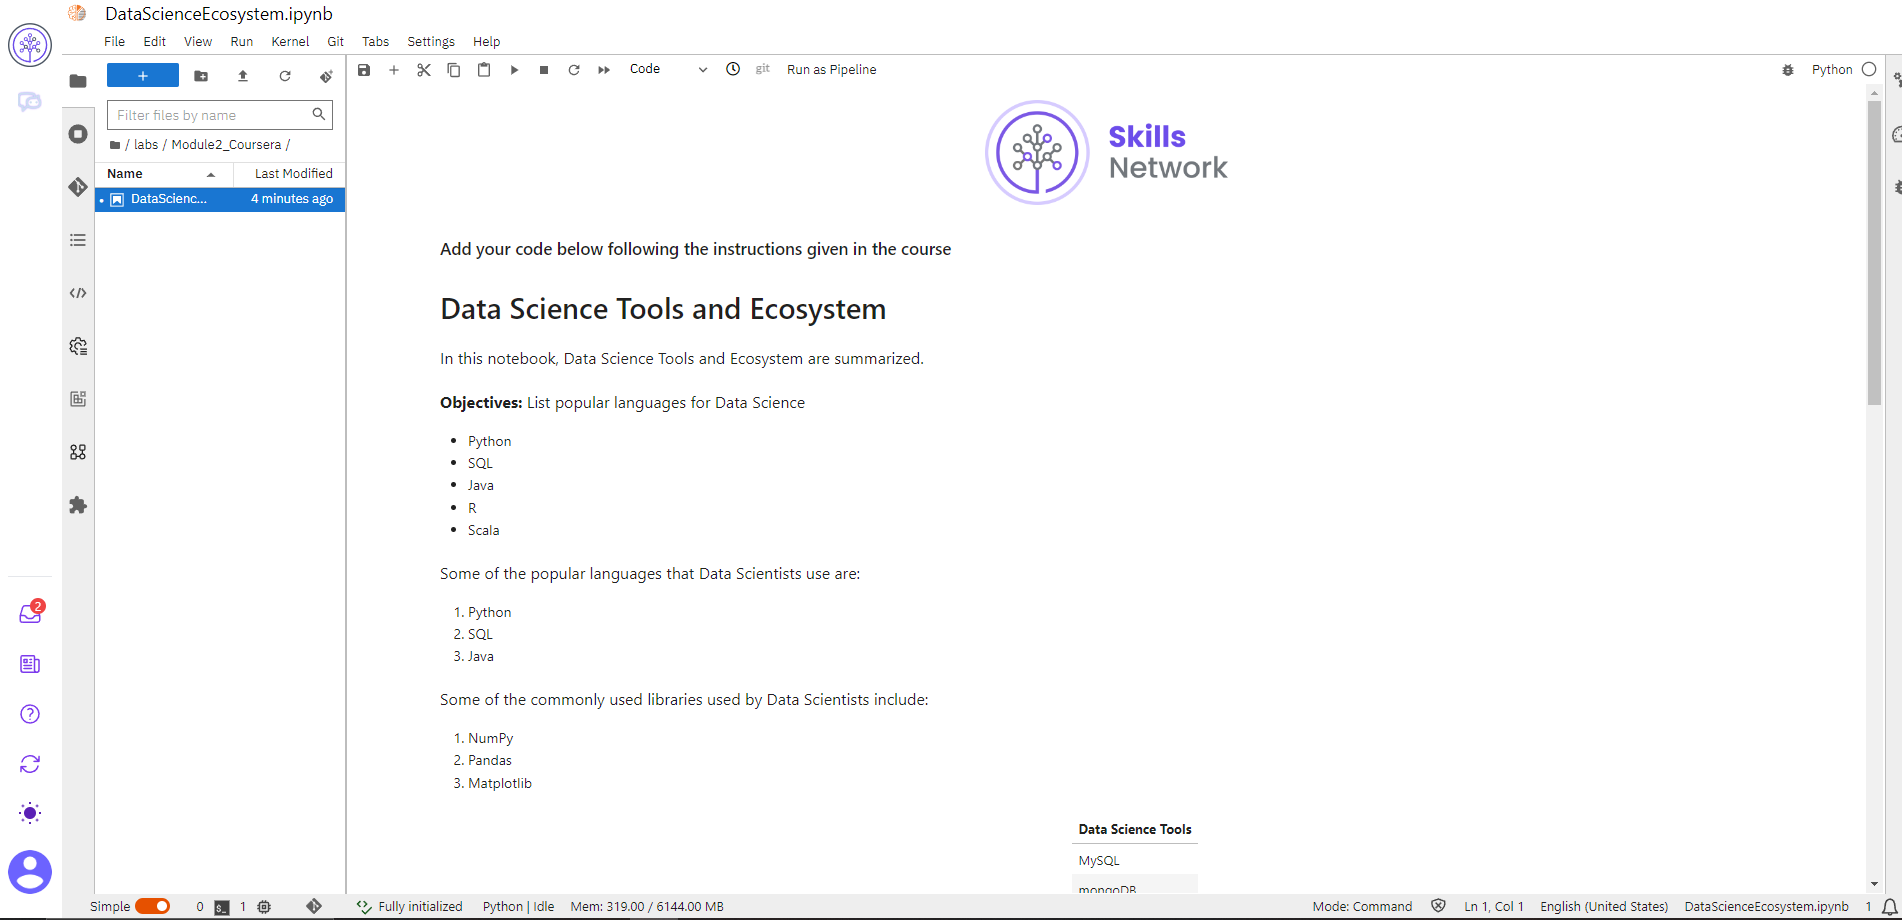 DataScienceEcosystem.ipynb
File Edit View Run Kernel Git Tabs Settings Help
+
Filter files by name
/ labs / Module2_Coursera /
Name Last Modified
DataScienc... 4 minutes ago
Code git Run as Pipeline Python
Skills
Network
Add your code below following the instructions given in the course
Data Science Tools and Ecosystem
In this notebook, Data Science Tools and Ecosystem are summarized.
Objectives: List popular languages for Data Science
• Python
• SQL
• Java
• R
• Scala
Some of the popular languages that Data Scientists use are:
1. Python
2. SQL
3. Java
Some of the commonly used libraries used by Data Scientists include:
1. NumPy
2. Pandas
3. Matplotlib
Data Science Tools
MySQL
mongoDB
2
Simple 0 $_ 1 Fully initialized Python | Idle Mem: 319.00 / 6144.00 MB Mode: Command Ln 1, Col 1 English (United States) DataScienceEcosystem.ipynb 1